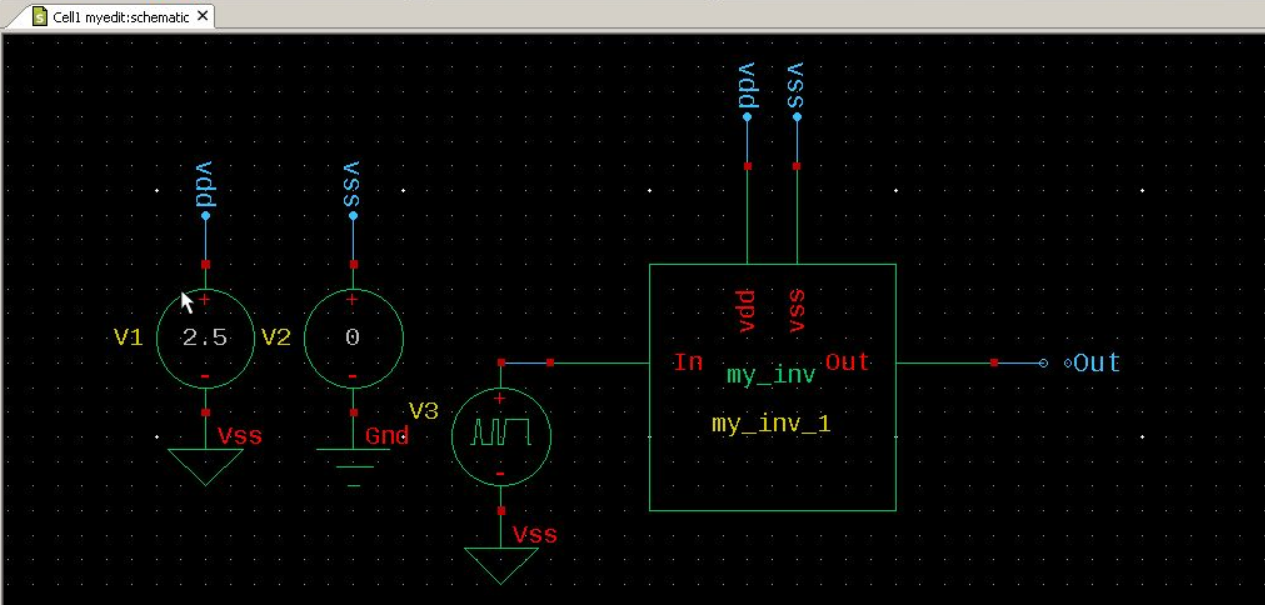 Cell1 myedit:schematic
vdd
vss
vdd
vss
V1
+
2.5
-
V2
+
0
-
vdd
vss
In
Out
Out
my_inv
my_inv_1
V3
+
-
Vss
Gnd
Vss